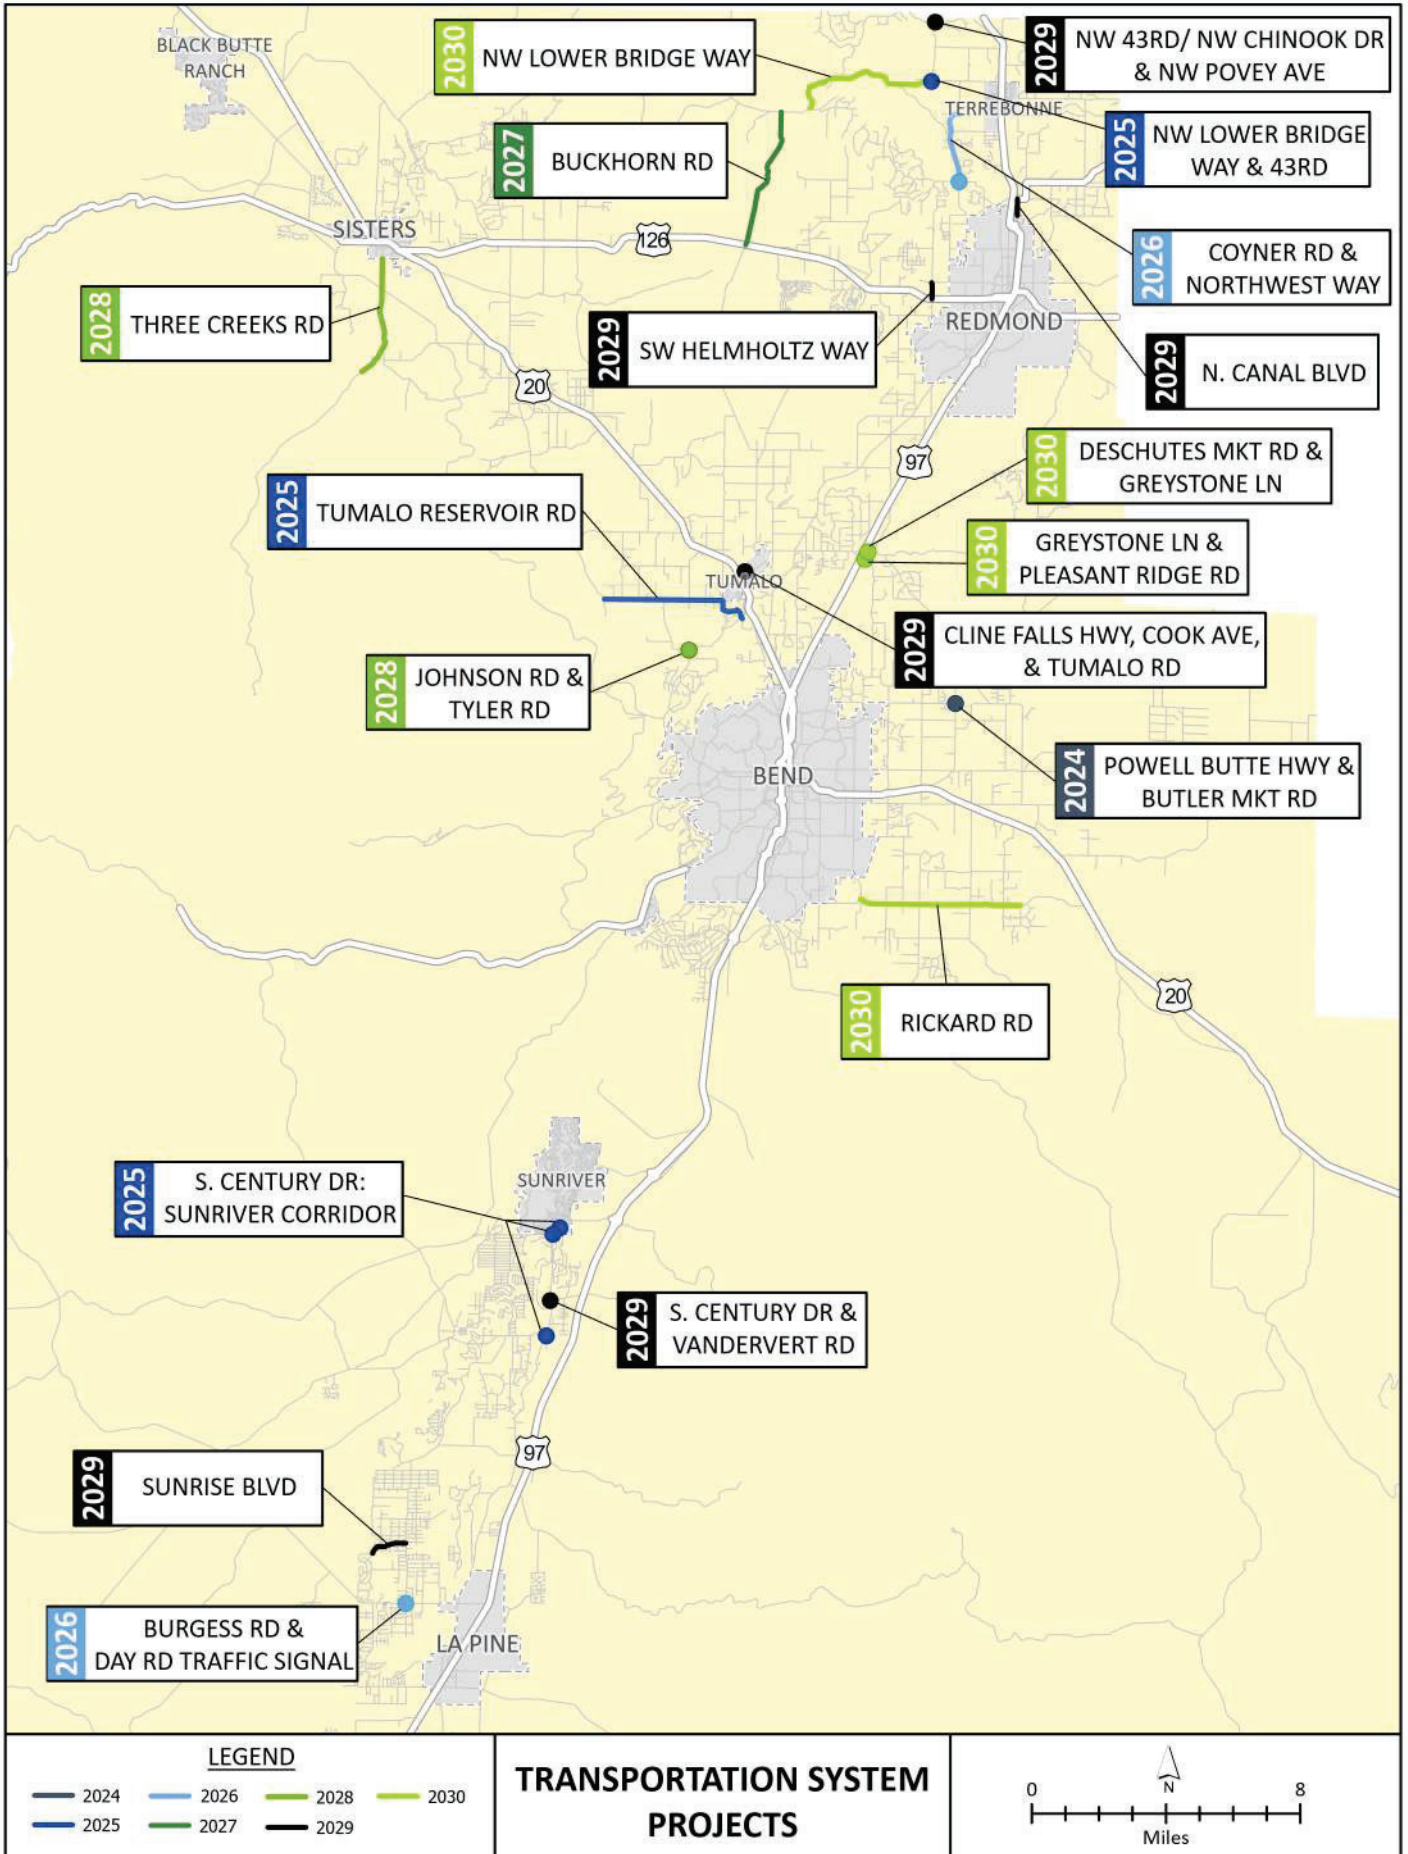 BLACK BUTTE
RANCH
2030
NW LOWER BRIDGE WAY
2029
NW 43RD/ NW CHINOOK DR
& NW POVEY AVE
TERREBONNE
2025
NW LOWER BRIDGE
WAY & 43RD
2027
BUCKHORN RD
SISTERS
126
2026
COYNER RD &
NORTHWEST WAY
2028
THREE CREEKS RD
2029
SW HELMHOLTZ WAY
REDMOND
2029
N. CANAL BLVD
20
97
2030
DESCHUTES MKT RD &
GREYSTONE LN
2025
TUMALO RESERVOIR RD
2030
GREYSTONE LN &
PLEASANT RIDGE RD
TUMALO
2029
CLINE FALLS HWY, COOK AVE,
& TUMALO RD
2028
JOHNSON RD &
TYLER RD
2024
POWELL BUTTE HWY &
BUTLER MKT RD
BEND
20
2030
RICKARD RD
2025
S. CENTURY DR:
SUNRIVER CORRIDOR
SUNRIVER
2029
S. CENTURY DR &
VANDERVERT RD
97
2029
SUNRISE BLVD
2026
BURGESS RD &
DAY RD TRAFFIC SIGNAL
LA PINE
LEGEND
2024
2026
2028
2030
2025
2027
2029
TRANSPORTATION SYSTEM
PROJECTS
0
N
8
Miles